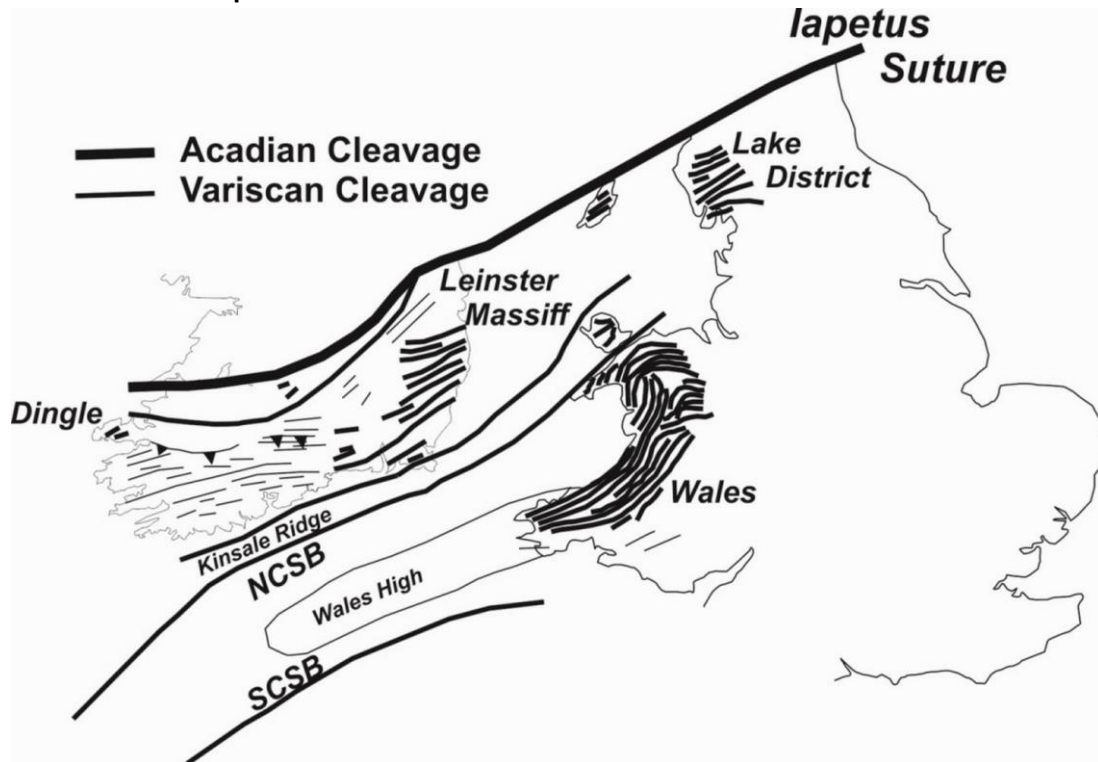 Iapetus
Suture
Acadian Cleavage
Variscan Cleavage
Lake
District
Leinster
Massiff
Dingle
Wales
Kinsale Ridge
NCSB
Wales High
SCSB